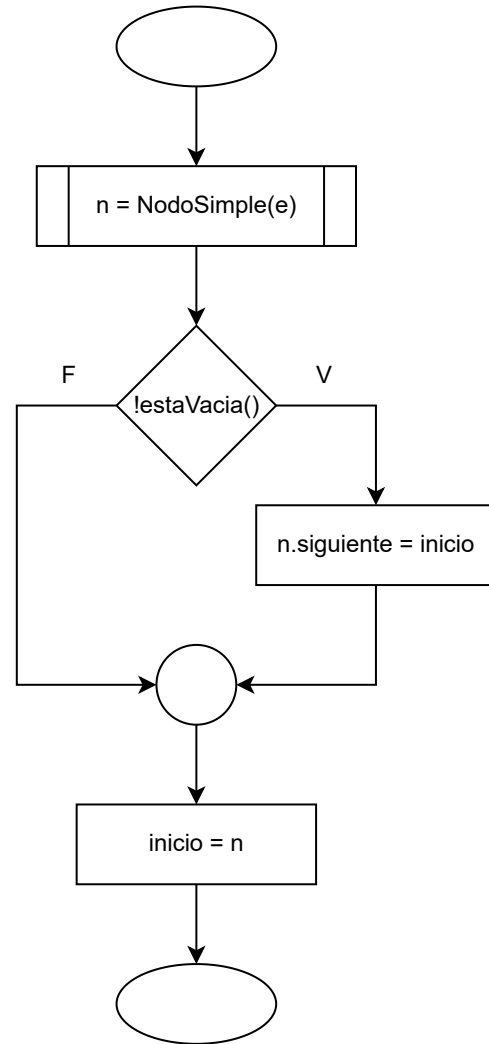 n = NodoSimple(e)
F
V
!estaVacia()
n.siguiente = inicio
inicio = n